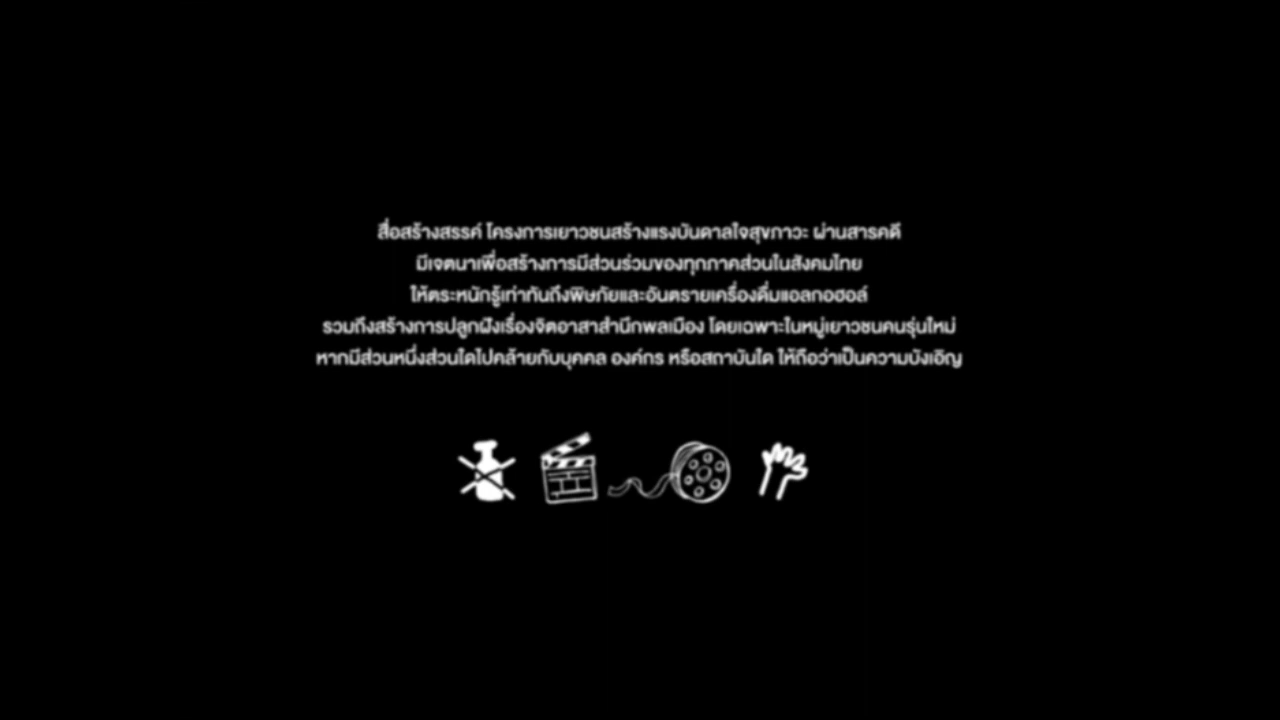 สื่อสร้างสรรค์ โครงการเยาวชนสร้างแรงบันดาลใจสุขภาวะ ผ่านสารคดี
มีเจตนาเพื่อสร้างการมีส่วนร่วมของทุกภาคส่วนในสังคมไทย
ให้ตระหนักรู้เท่าทันถึงพิษภัยและอันตรายเครื่องดื่มแอลกอฮอล์
รวมถึงสร้างการปลูกฝังเรื่องจิตอาสาสำนึกพลเมือง โดยเฉพาะในหมู่เยาวชนคนรุ่นใหม่
หากมีส่วนหนึ่งส่วนใดไปคล้ายกับบุคคล องค์กร หรือสถาบันใด ให้ถือว่าเป็นความบังเอิญ